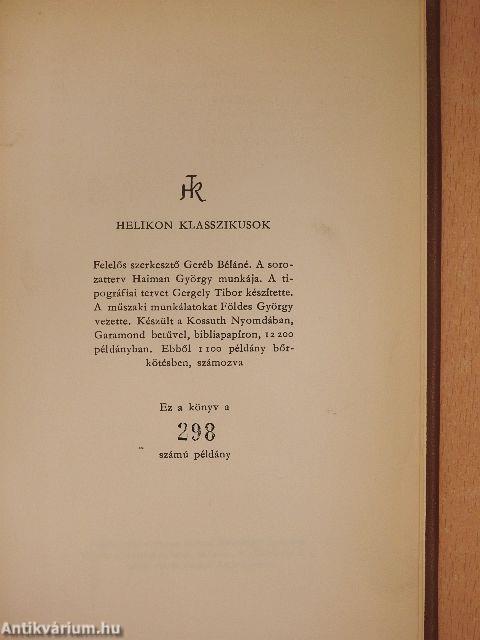 HK
HELIKON KLASSZIKUSOK
Felelős szerkesztő Geréb Béláné. A soro-
zatterv Haiman György munkája. A ti-
pográfiai tervet Gergely Tibor készítette.
A műszaki munkálatokat Földes György
vezette. Készült a Kossuth Nyomdában,
Garamond betűvel, bibliapapíron, 12 200
példányban. Ebből 1 100 példány bőr-
kötésben, számozva
Ez a könyv a
298
számú példány
Antikvárium.hu